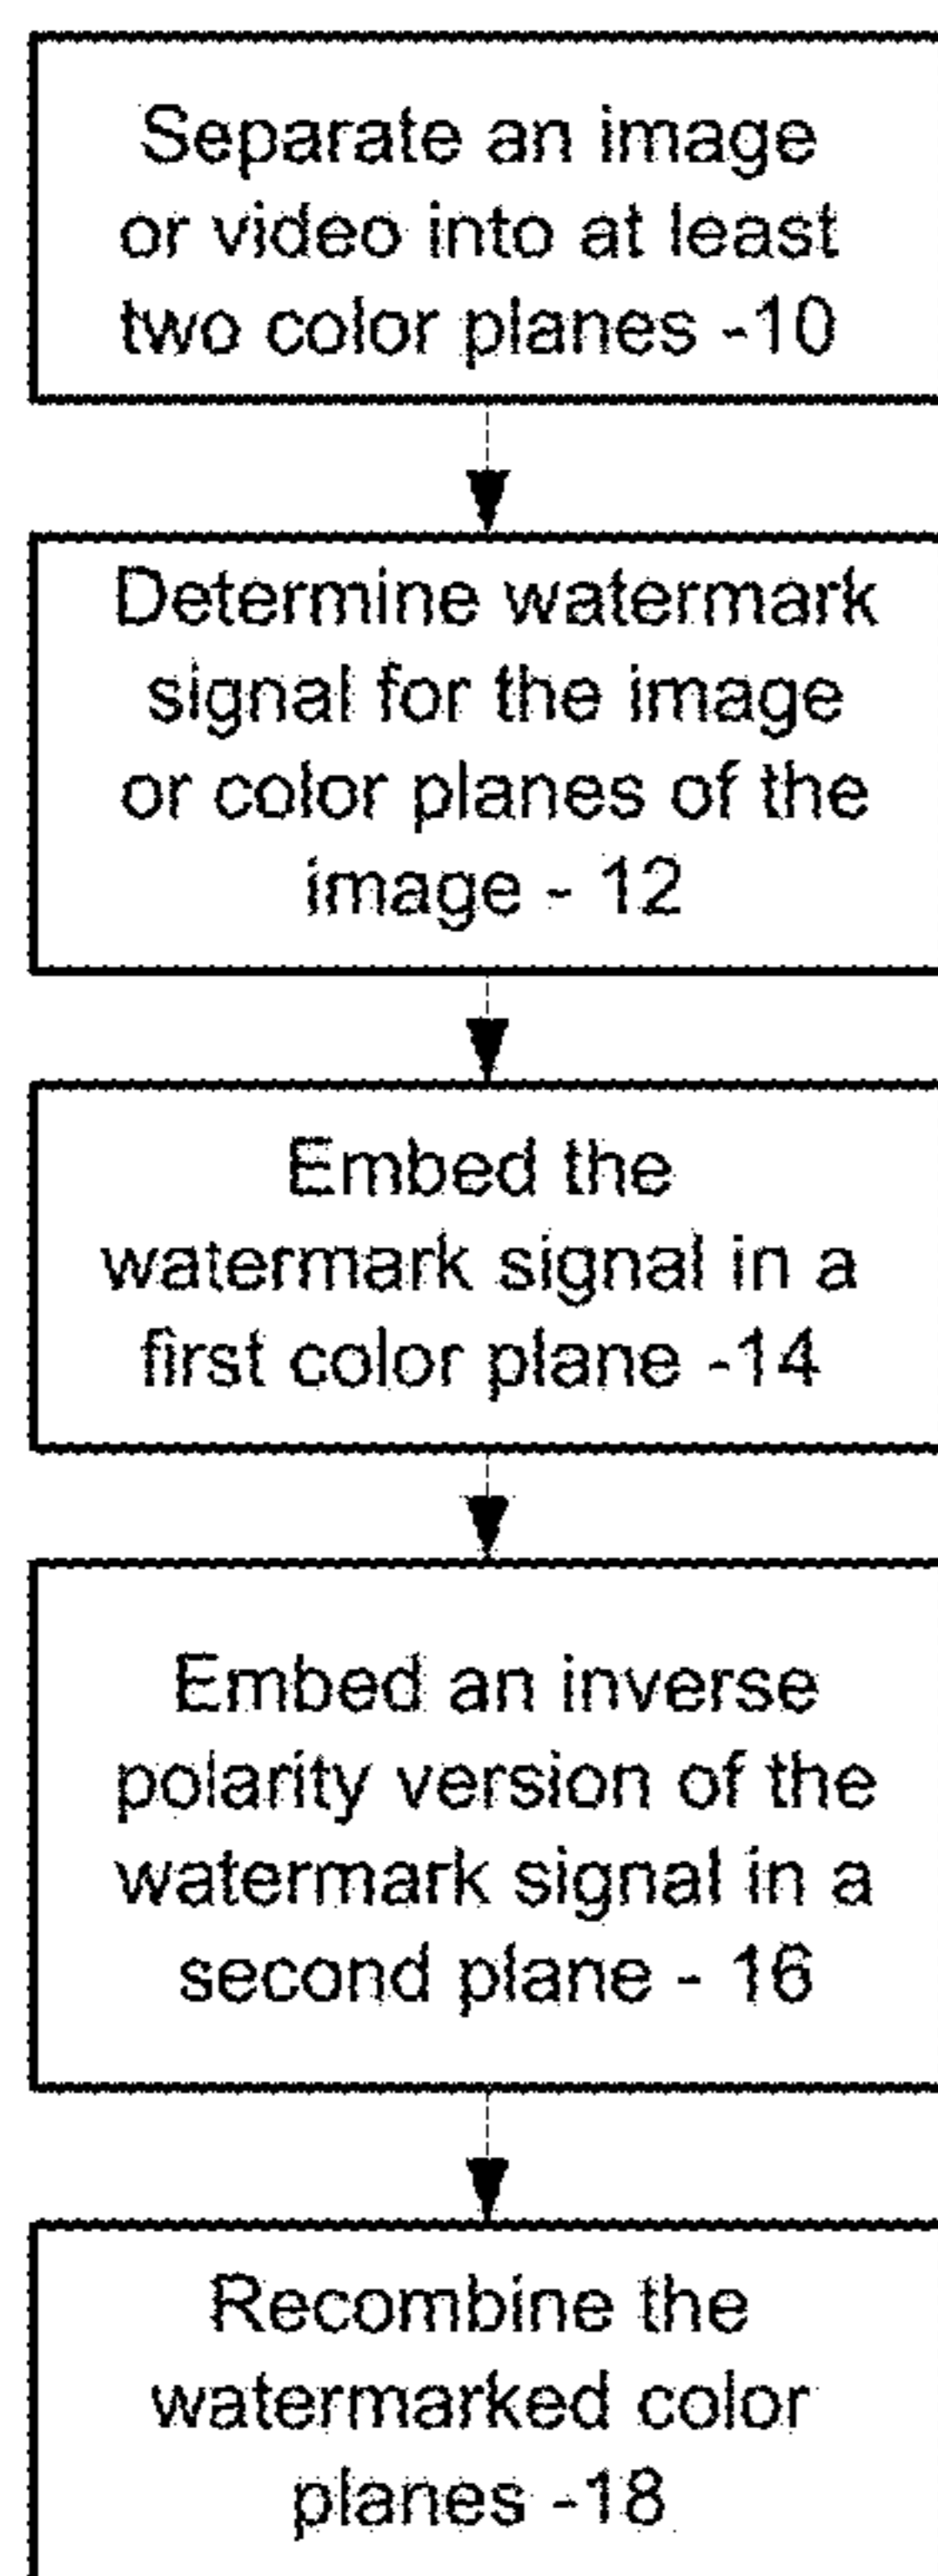 Separate an image
or video into at least
two color planes -10
Determine watermark
signal for the image
or color planes of the
image - 12
Embed the
watermark signal in a
first color plane -14
Embed an inverse
polarity version of the
watermark signal in a
second plane - 16
Recombine the
watermarked color
planes -18